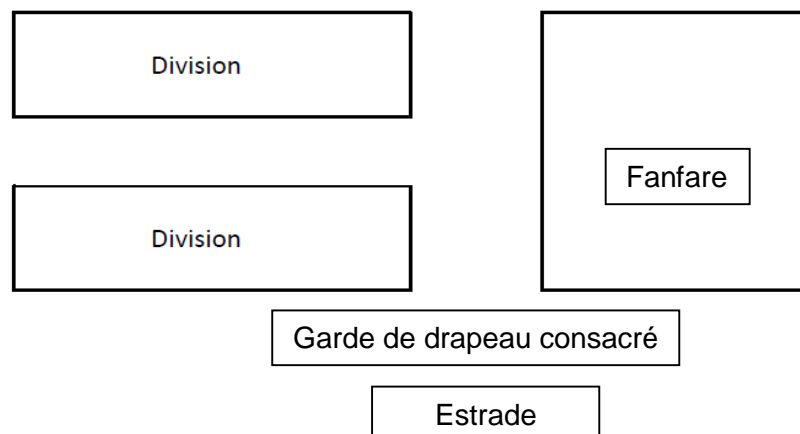 Division
Fanfare
Division
Garde de drapeau consacré
Estrade